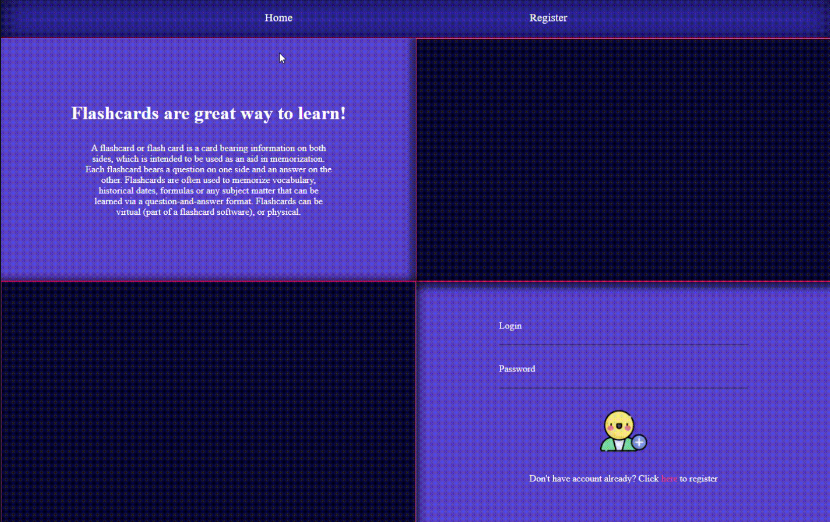 Home
Register
Flashcards are great way to learn!
A flashcard or flash card is a card bearing information on both
sides, which is intended to be used as an aid in memorization.
Each flashcard bears a question on one side and an answer on the
other. Flashcards are often used to memorize vocabulary,
historical dates, formulas or any subject matter that can be
learned via a question-and-answer format. Flashcards can be
virtual (part of a flashcard software), or physical.
Login
Password
Don't have account already? Click here to register